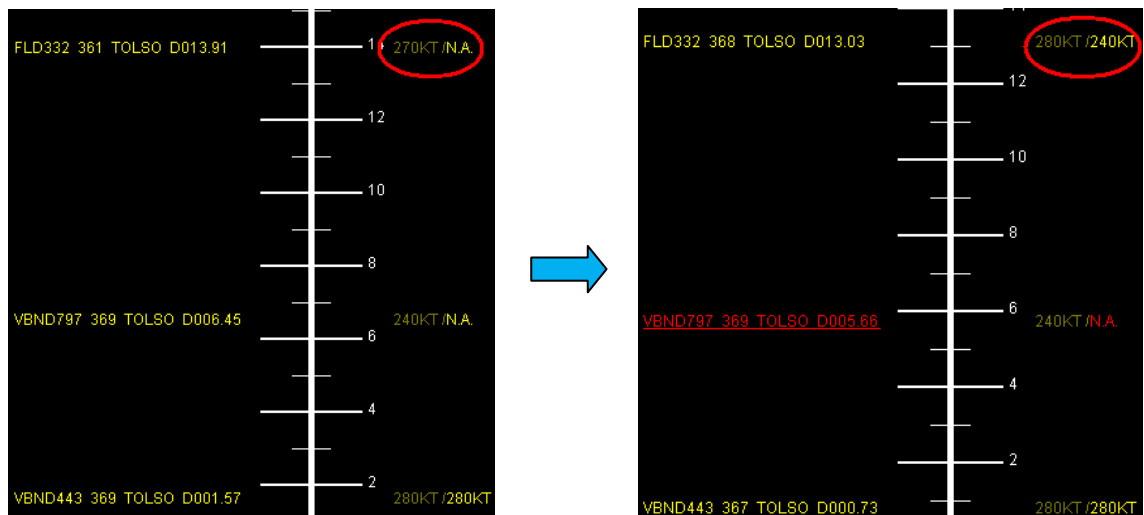 FLD332 361 TOLSO D013.91 14 270KT/N.A.
12
10
8
VBND797 369 TOLSO D006.45 240KT/N.A.
6
4
2
VBND443 369 TOLSO D001.57 280KT/280KT
FLD332 368 TOLSO D013.03 280KT/240KT
12
10
8
6
VBND797 369 TOLSO D005.66 240KT/N.A.
4
2
VBND443 367 TOLSO D000.73 280KT/280KT